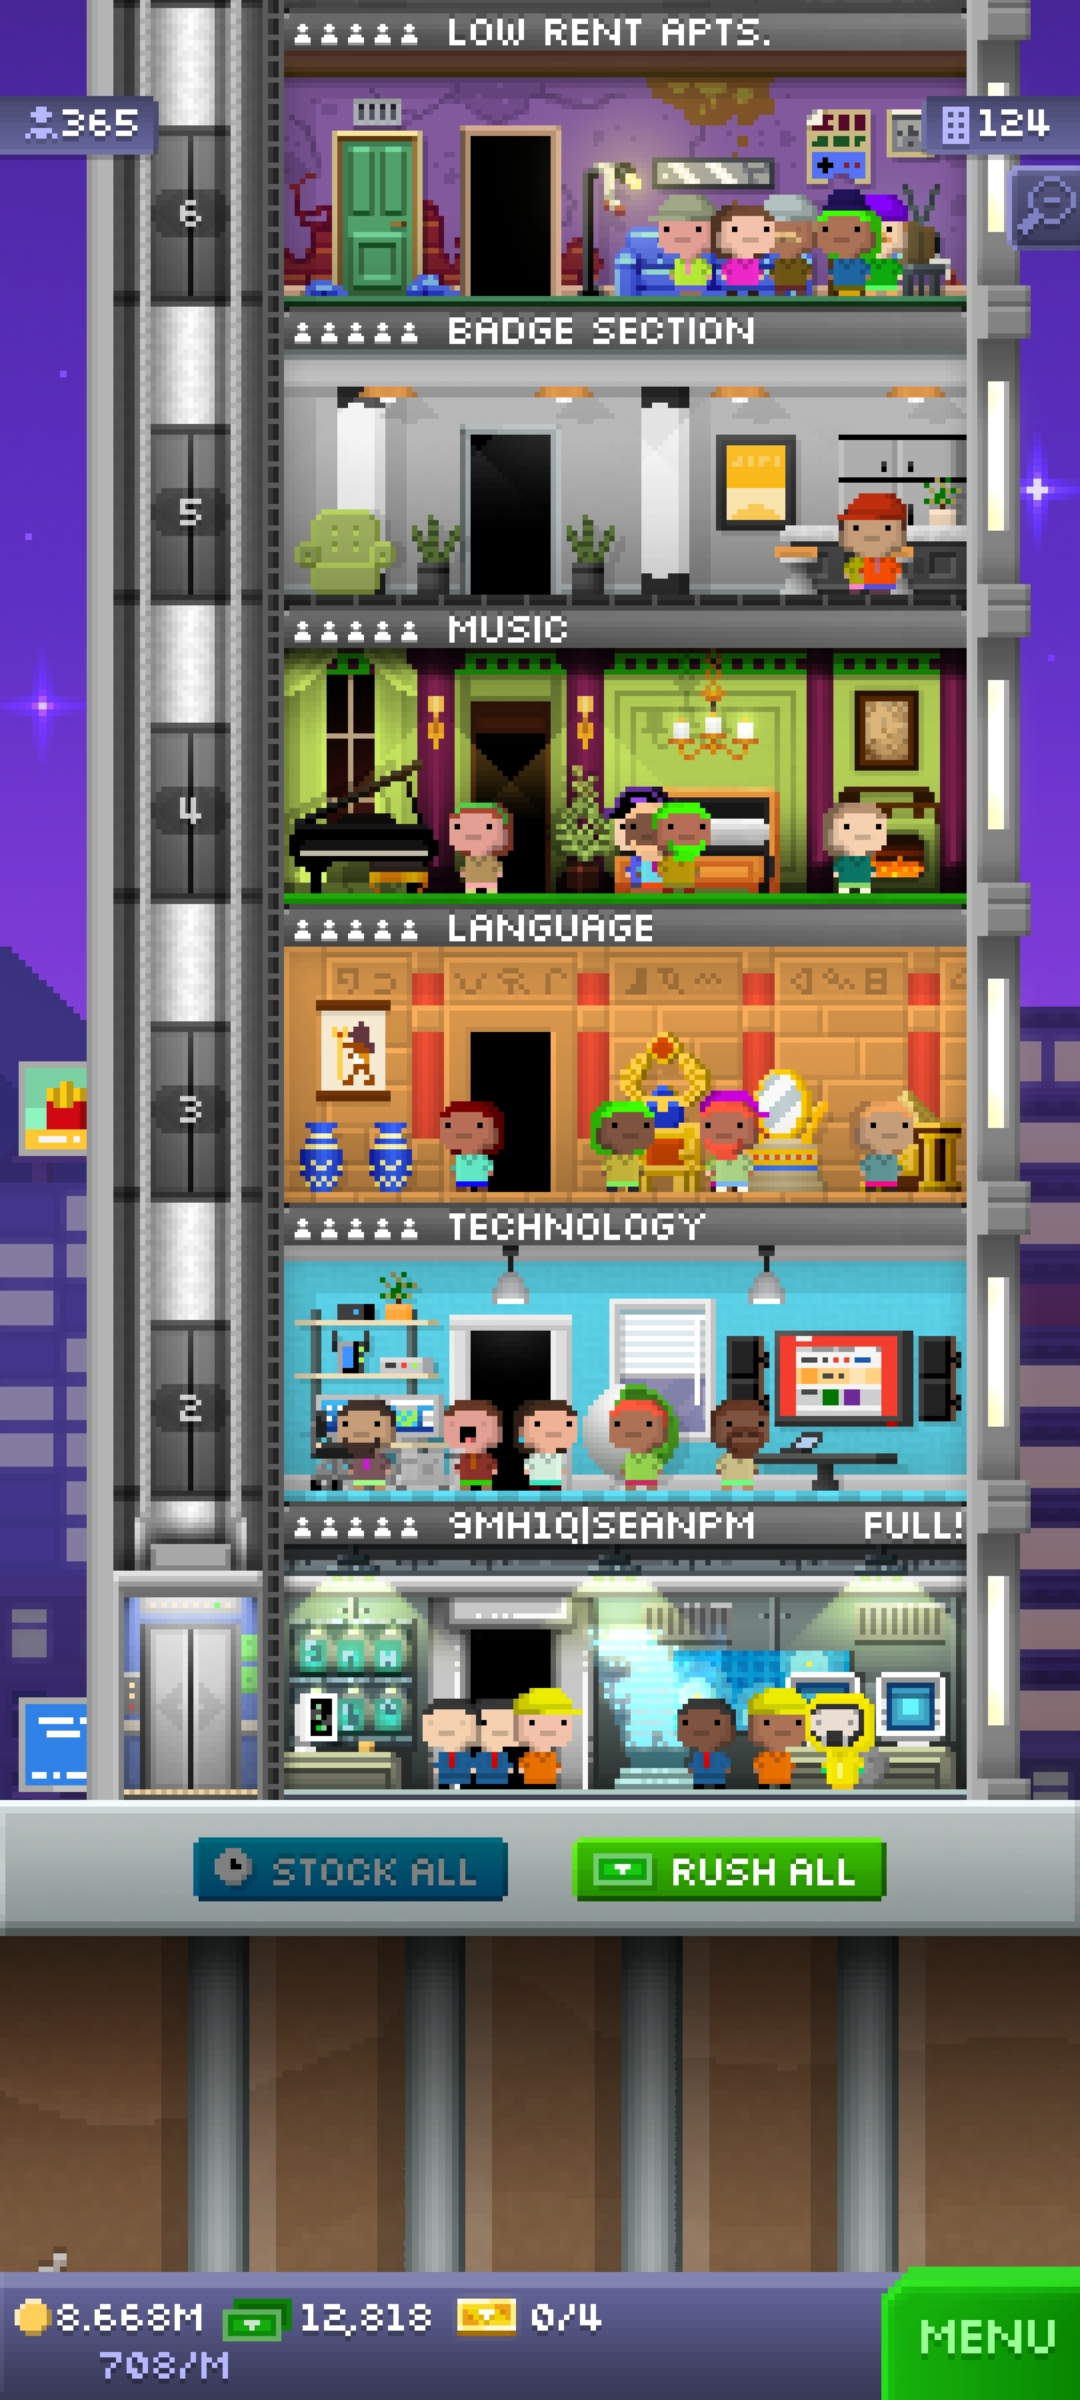 LOW RENT APTS.
365
124
6
BADGE SECTION
5
MUSIC
4
LANGUAGE
3
TECHNOLOGY
2
9MH1Q|SEANPM FULL!
STOCK ALL
RUSH ALL
8.668M 12,818 0/4
708/M
MENU